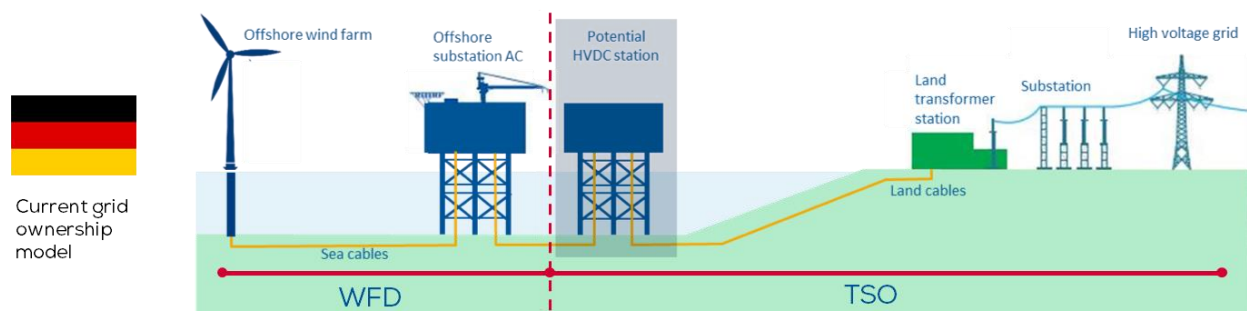 Current grid
ownership
model
Offshore wind farm
Offshore
substation AC
Potential
HVDC station
High voltage grid
Land
transformer
station
Substation
Land cables
Sea cables
WFD
TSO